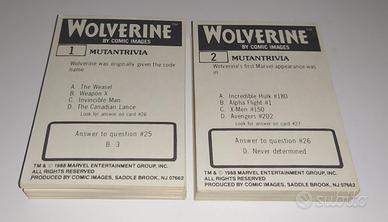 WOLVERINE™
BY COMIC IMAGES
1
MUTANTRIVIA
Wolverine was originally given the code
name
A. The Weasel
B. Weapon X
C. Invincible Man
D. The Canadian Lance
Look for answer on card #26
Answer to question #25
B. 3
TM & © 1988 MARVEL ENTERTAINMENT GROUP, INC.
ALL RIGHTS RESERVED
PRODUCED BY COMIC IMAGES, SADDLE BROOK, NJ 07662
WOLVERINE™
BY COMIC IMAGES
2
MUTANTRIVIA
Wolverine's first Marvel appearance was
in
A. Incredible Hulk #180
B. Alpha Flight #1
C. X-Men #150
D. Avengers #202
Look for answer on card #27
Answer to question #26
D. Never determined
TM & © 1988 MARVEL ENTERTAINMENT GROUP, INC.
ALL RIGHTS RESERVED
PRODUCED BY COMIC IMAGES, SADDLE BROOK, NJ 07662
subito